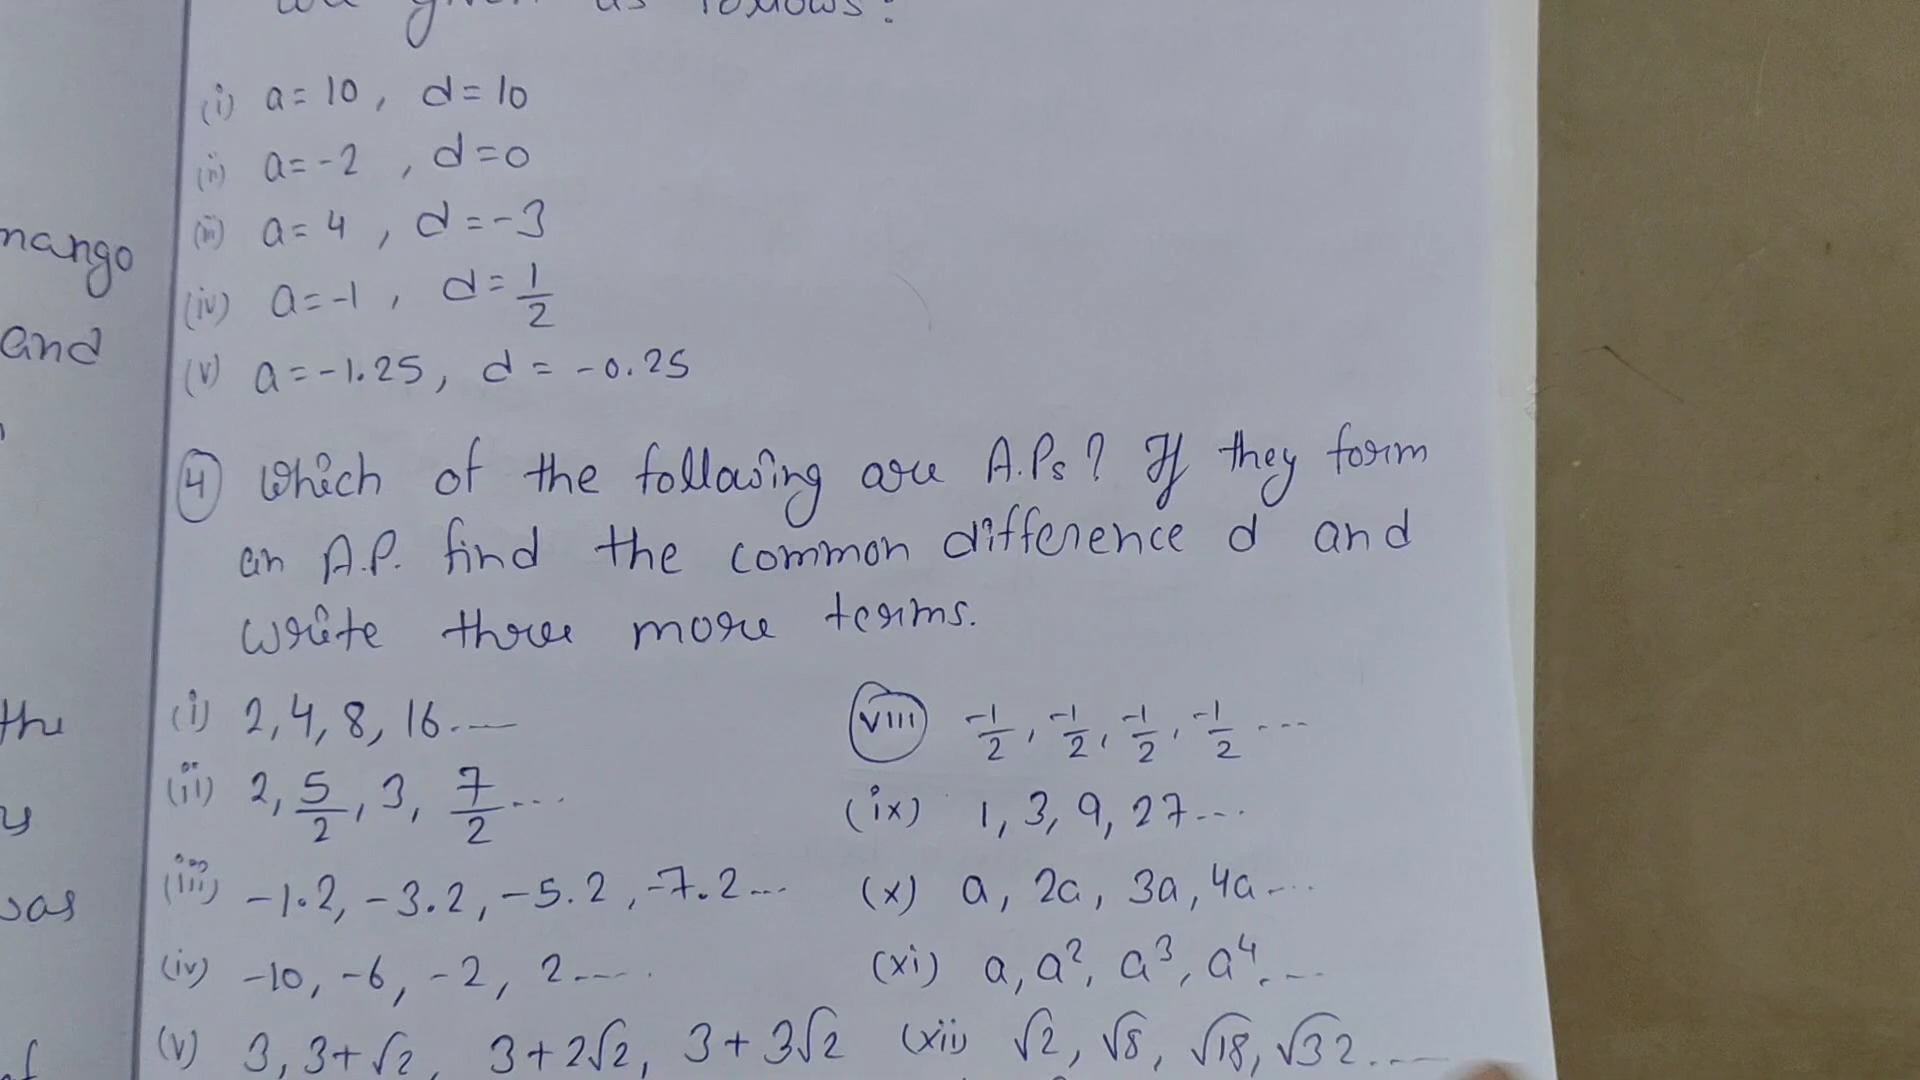 given as follows:
(i) a = 10, d = 10
(ii) a = -2, d = 0
(iii) a = 4, d = -3
(iv) a = -1, d = 1/2
(v) a = -1.25, d = -0.25
mango
and
④ Which of the following are A.Ps? If they form
an A.P. find the common difference d and
write three more terms.
the
(i) 2, 4, 8, 16.....
(ii) 2, 5/2, 3, 7/2 ....
(iii) -1.2, -3.2, -5.2, -7.2...
(iv) -10, -6, -2, 2.....
(v) 3, 3+√2, 3+2√2, 3+3√2
(viii) -1/2, -1/2, -1/2, -1/2 ....
(ix) 1, 3, 9, 27....
(x) a, 2a, 3a, 4a....
(xi) a, a², a³, a⁴....
(xii) √2, √8, √18, √32.....